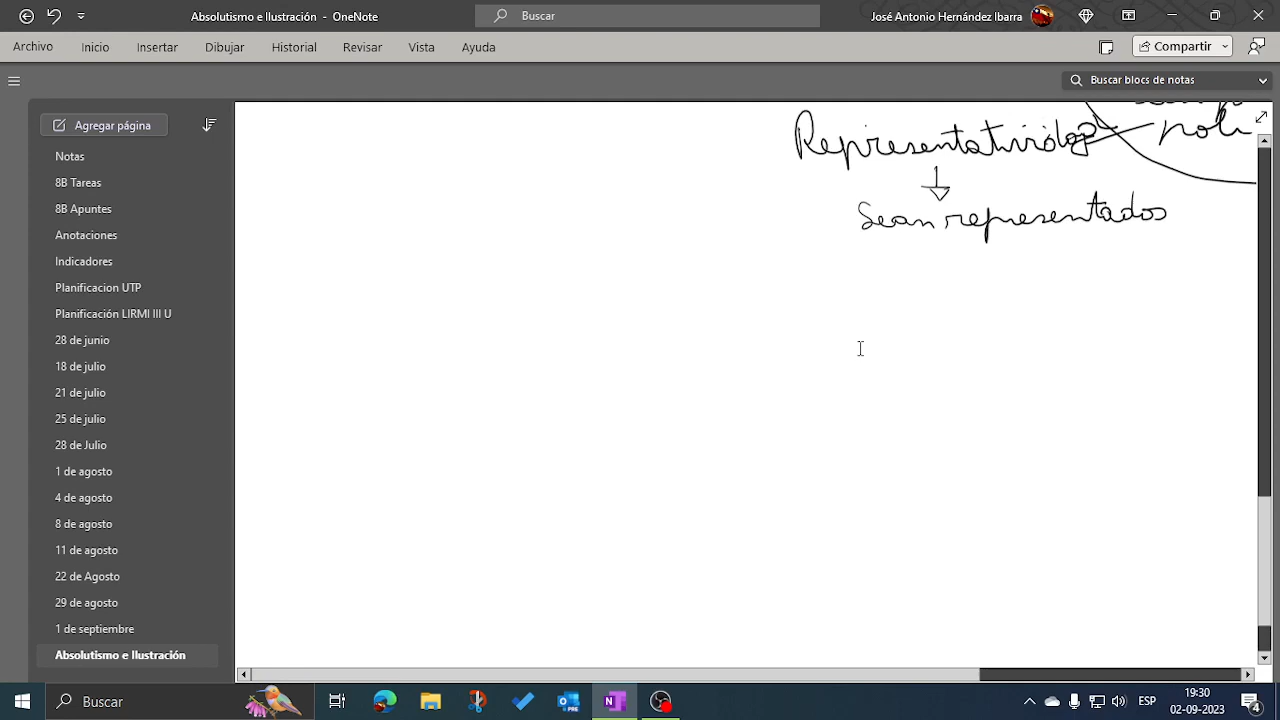 Absolutismo e Ilustración - OneNote
Buscar
José Antonio Hernández Ibarra
Archivo
Inicio
Insertar
Dibujar
Historial
Revisar
Vista
Ayuda
Compartir
Buscar blocs de notas
Agregar página
Notas
8B Tareas
8B Apuntes
Anotaciones
Indicadores
Planificacion UTP
Planificación LIRMI III U
28 de junio
18 de julio
21 de julio
25 de julio
28 de Julio
1 de agosto
4 de agosto
8 de agosto
11 de agosto
22 de Agosto
29 de agosto
1 de septiembre
Absolutismo e Ilustración
Sean representados
Buscar
PRE
ESP
19:30
02-09-2023
4